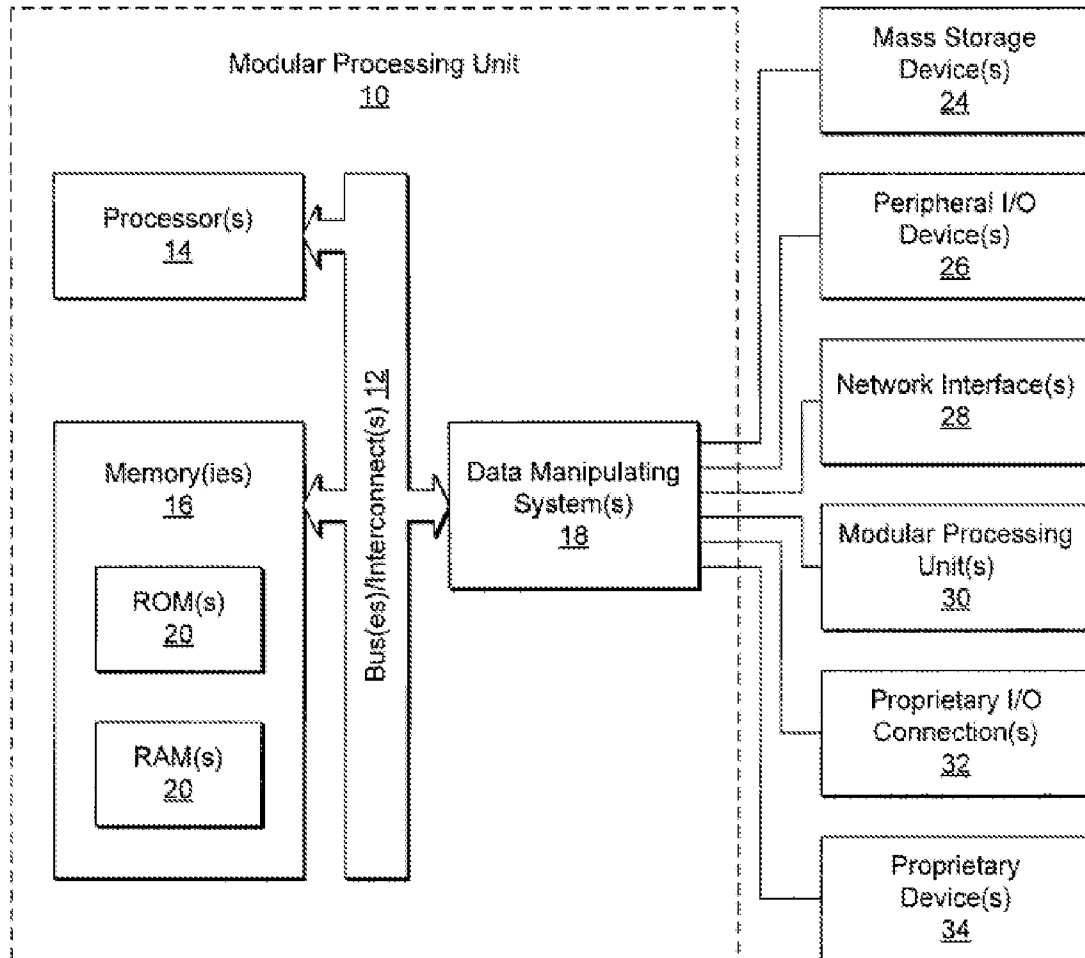 Modular Processing Unit
10
Processor(s)
14
Memory(ies)
16
ROM(s)
20
RAM(s)
20
Bus(es)/Interconnect(s) 12
Data Manipulating
System(s)
18
Mass Storage
Device(s)
24
Peripheral I/O
Device(s)
26
Network Interface(s)
28
Modular Processing
Unit(s)
30
Proprietary I/O
Connection(s)
32
Proprietary
Device(s)
34